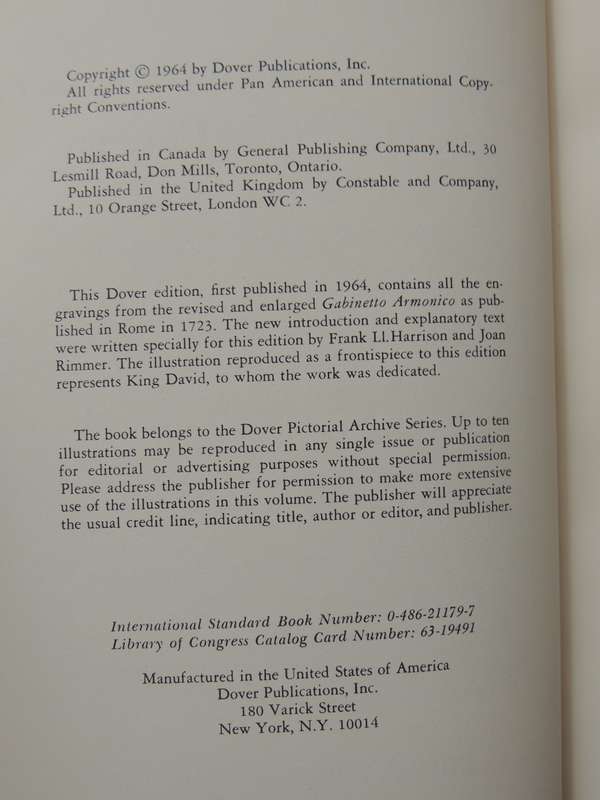 Copyright © 1964 by Dover Publications, Inc.
All rights reserved under Pan American and International Copy-
right Conventions.
Published in Canada by General Publishing Company, Ltd., 30
Lesmill Road, Don Mills, Toronto, Ontario.
Published in the United Kingdom by Constable and Company,
Ltd., 10 Orange Street, London WC 2.
This Dover edition, first published in 1964, contains all the en-
gravings from the revised and enlarged Gabinetto Armonico as pub-
lished in Rome in 1723. The new introduction and explanatory text
were written specially for this edition by Frank Ll.Harrison and Joan
Rimmer. The illustration reproduced as a frontispiece to this edition
represents King David, to whom the work was dedicated.
The book belongs to the Dover Pictorial Archive Series. Up to ten
illustrations may be reproduced in any single issue or publication
for editorial or advertising purposes without special permission.
Please address the publisher for permission to make more extensive
use of the illustrations in this volume. The publisher will appreciate
the usual credit line, indicating title, author or editor, and publisher.
International Standard Book Number: 0-486-21179-7
Library of Congress Catalog Card Number: 63-19491
Manufactured in the United States of America
Dover Publications, Inc.
180 Varick Street
New York, N.Y. 10014